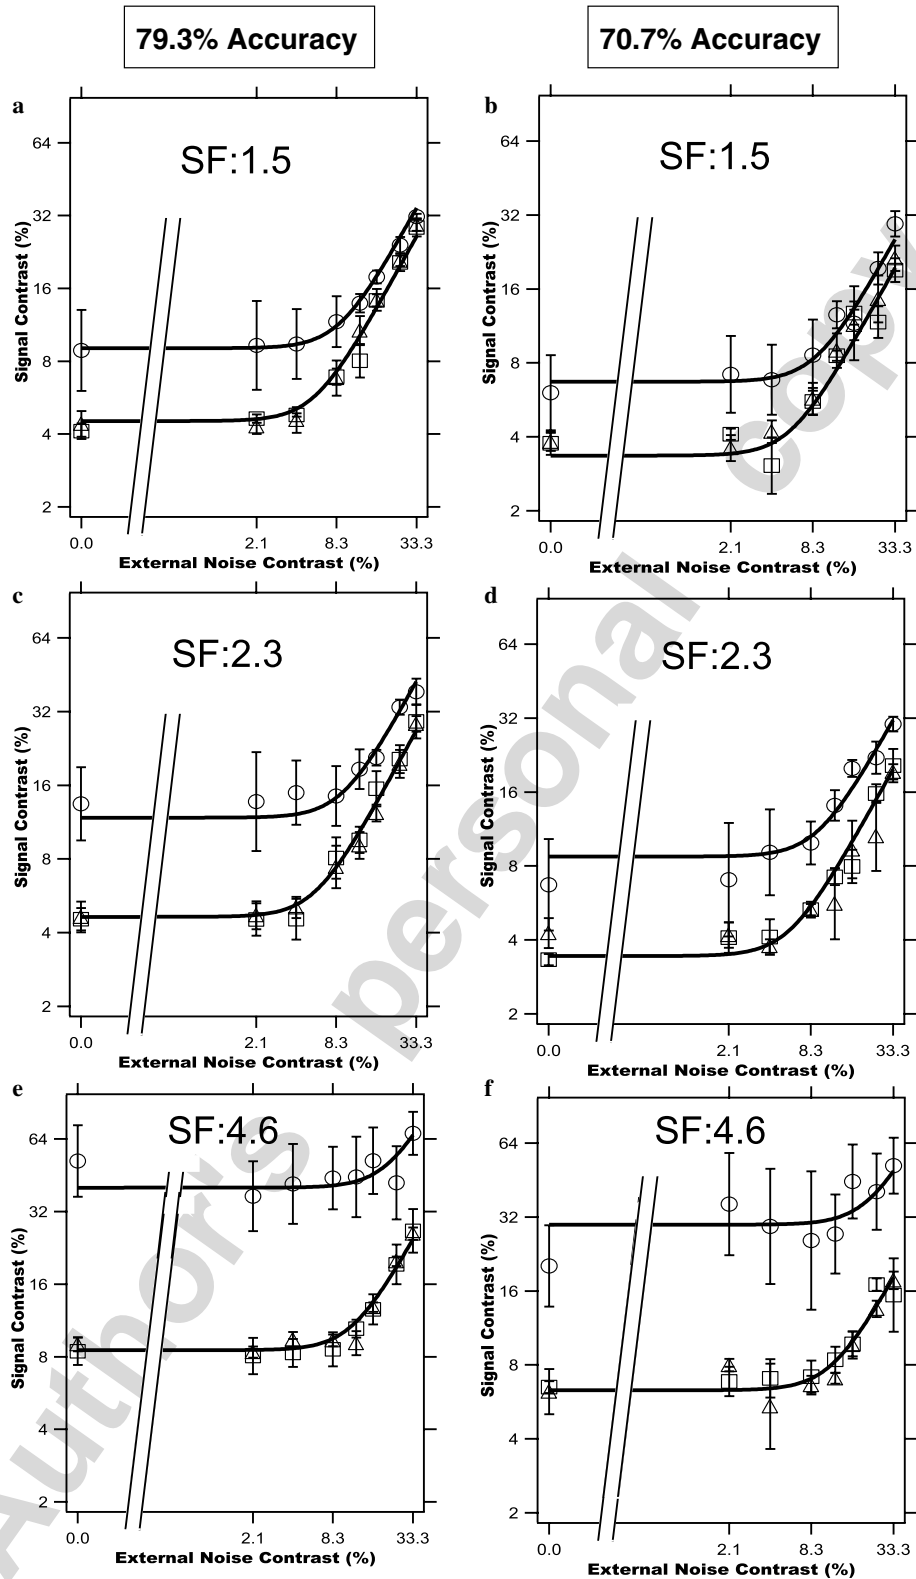 79.3% Accuracy
70.7% Accuracy
a
SF:1.5
64
32
16
8
4
2
Signal Contrast (%)
0.0 2.1 8.3 33.3
External Noise Contrast (%)
b
SF:1.5
64
32
16
8
4
2
Signal Contrast (%)
0.0 2.1 8.3 33.3
External Noise Contrast (%)
c
SF:2.3
64
32
16
8
4
2
Signal Contrast (%)
0.0 2.1 8.3 33.3
External Noise Contrast (%)
d
SF:2.3
64
32
16
8
4
2
Signal Contrast (%)
0.0 2.1 8.3 33.3
External Noise Contrast (%)
e
SF:4.6
64
32
16
8
4
2
Signal Contrast (%)
0.0 2.1 8.3 33.3
External Noise Contrast (%)
f
SF:4.6
64
32
16
8
4
2
Signal Contrast (%)
0.0 2.1 8.3 33.3
External Noise Contrast (%)
Author's personal copy